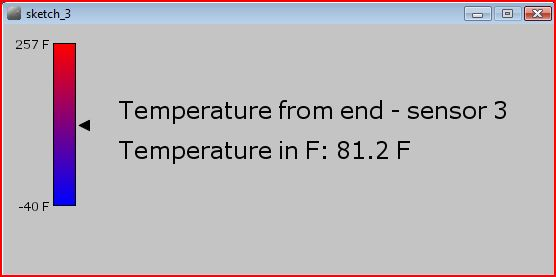 sketch_3
257 F
Temperature from end - sensor 3
Temperature in F: 81.2 F
-40 F